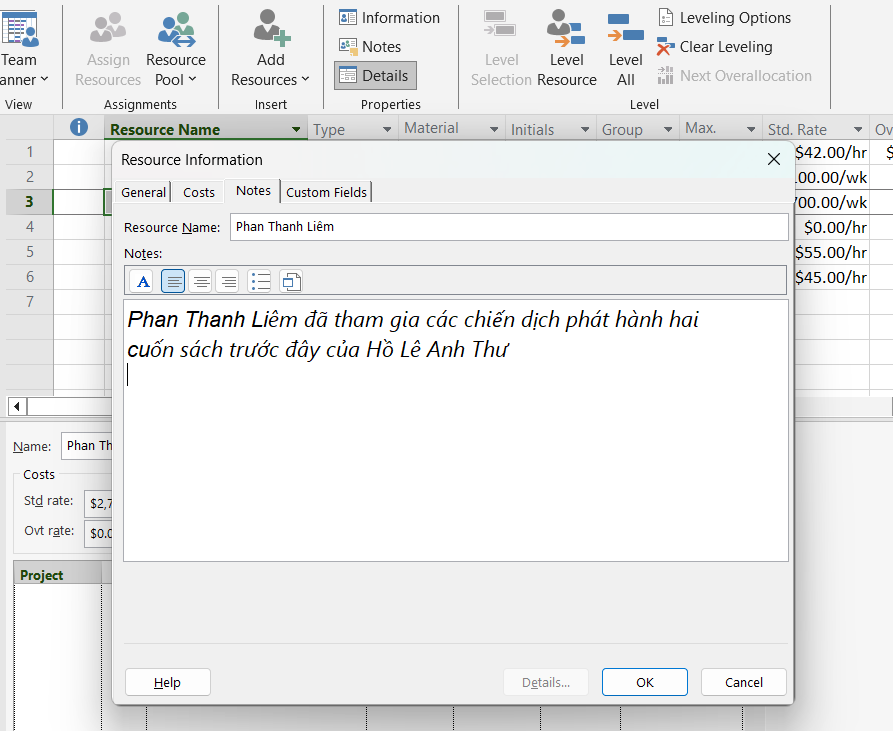 Team Assign Resource Add Information Level Level Level Leveling Options
anner Resources Pool Resources Notes Selection Resource All Clear Leveling
Details Next Overallocation
View Assignments Insert Properties Level
Resource Name Type Material Initials Group Max. Std. Rate Ov
1 $42.00/hr $
2 00.00/wk
3 700.00/wk
4 $0.00/hr
5 $55.00/hr
6 $45.00/hr
7
Resource Information
General Costs Notes Custom Fields
Resource Name: Phan Thanh Liêm
Notes:
A
Phan Thanh Liêm đã tham gia các chiến dịch phát hành hai
cuốn sách trước đây của Hồ Lê Anh Thư
Name: Phan Th
Costs
Std rate: $2,7
Ovt rate: $0.0
Project
Help Details... OK Cancel